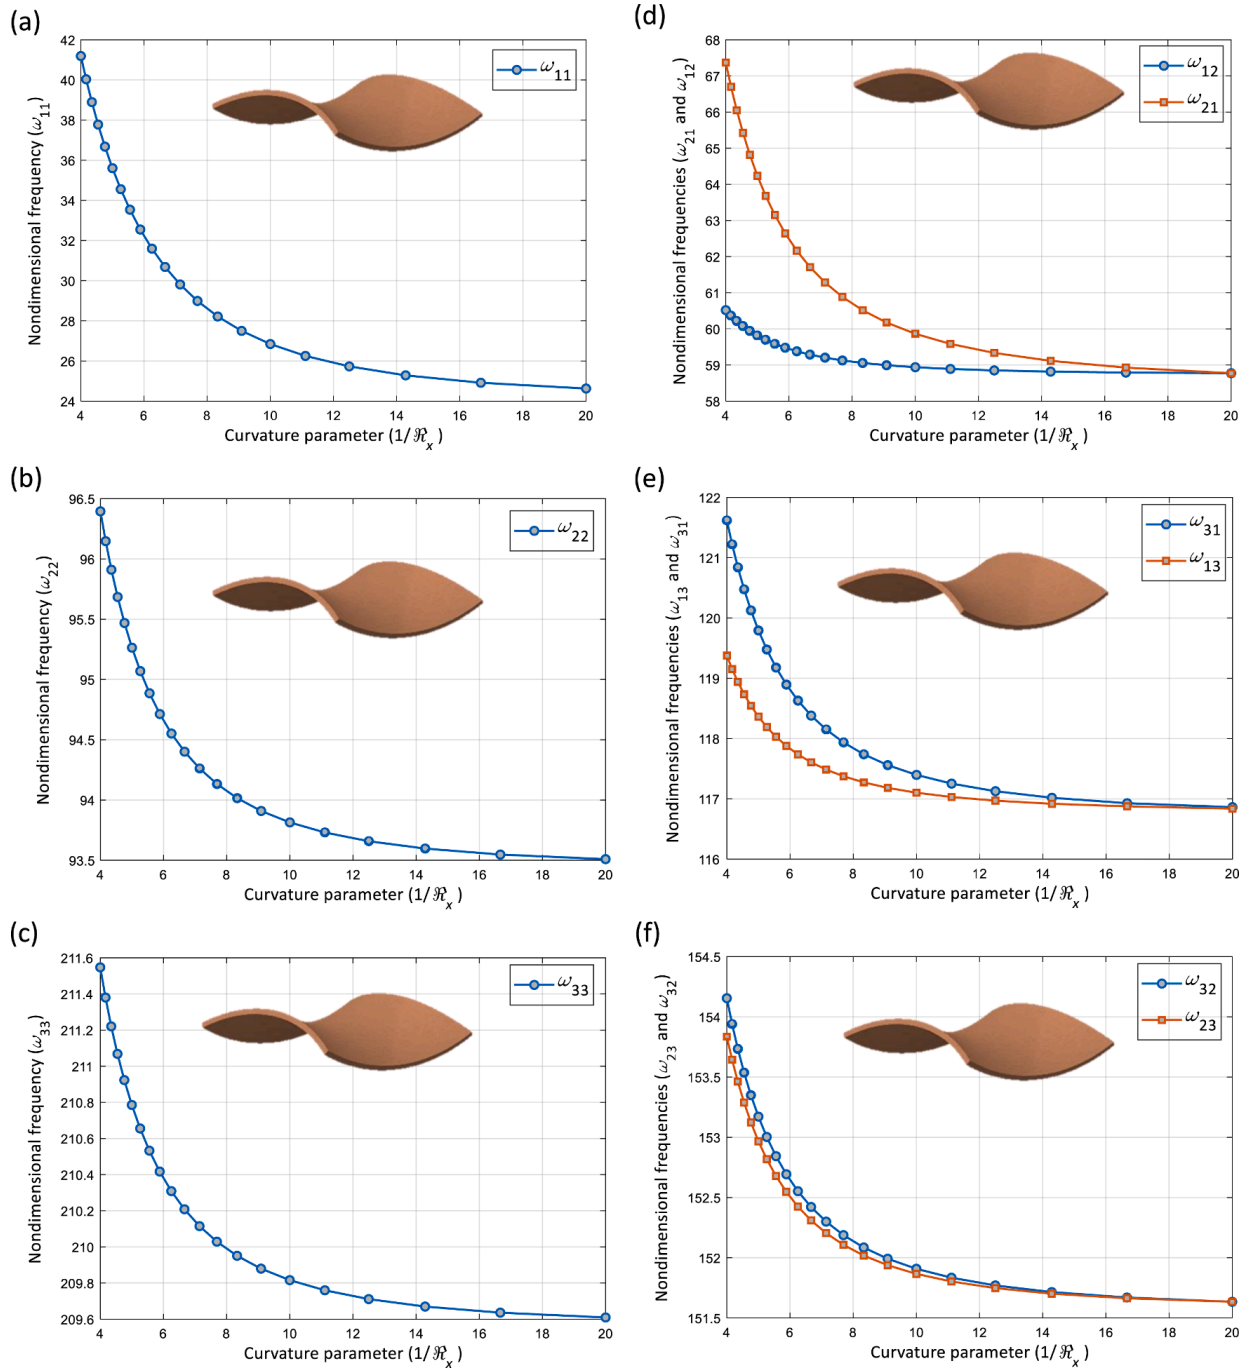 (a)
42
40
38
36
34
32
30
28
26
24
4 6 8 10 12 14 16 18 20
Nondimensional frequency (ω11)
Curvature parameter (1/ℜx)
ω11
(d)
68
67
66
65
64
63
62
61
60
59
58
4 6 8 10 12 14 16 18 20
Nondimensional frequencies (ω21 and ω12)
Curvature parameter (1/ℜx)
ω12
ω21
(b)
96.5
96
95.5
95
94.5
94
93.5
4 6 8 10 12 14 16 18 20
Nondimensional frequency (ω22)
Curvature parameter (1/ℜx)
ω22
(e)
122
121
120
119
118
117
116
4 6 8 10 12 14 16 18 20
Nondimensional frequencies (ω13 and ω31)
Curvature parameter (1/ℜx)
ω31
ω13
(c)
211.6
211.4
211.2
211
210.8
210.6
210.4
210.2
210
209.8
209.6
4 6 8 10 12 14 16 18 20
Nondimensional frequency (ω33)
Curvature parameter (1/ℜx)
ω33
(f)
154.5
154
153.5
153
152.5
152
151.5
4 6 8 10 12 14 16 18 20
Nondimensional frequencies (ω23 and ω32)
Curvature parameter (1/ℜx)
ω32
ω23